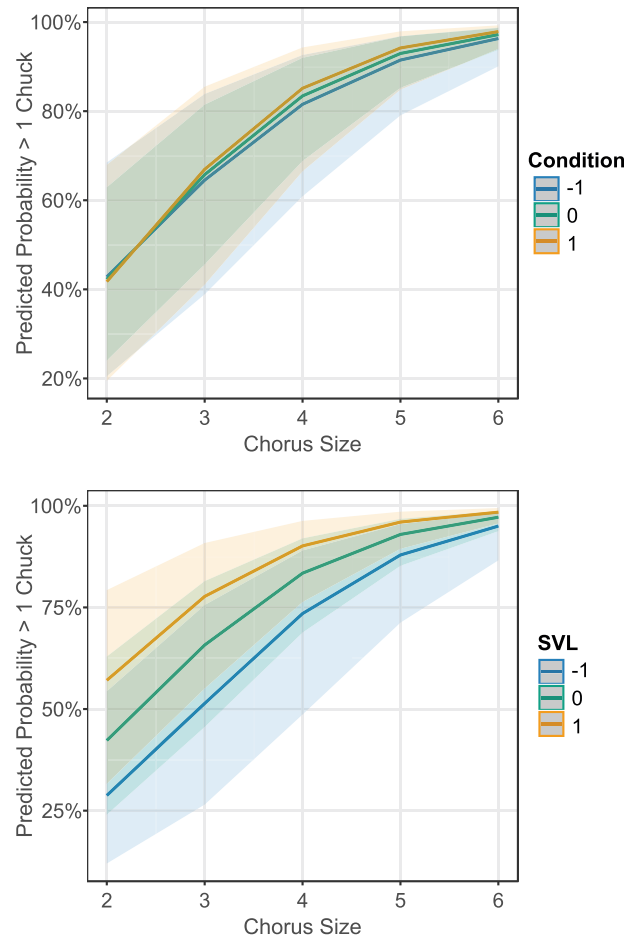 Predicted Probability > 1 Chuck
100%
80%
60%
40%
20%
2 3 4 5 6
Chorus Size
Condition
-1
0
1
Predicted Probability > 1 Chuck
100%
75%
50%
25%
2 3 4 5 6
Chorus Size
SVL
-1
0
1